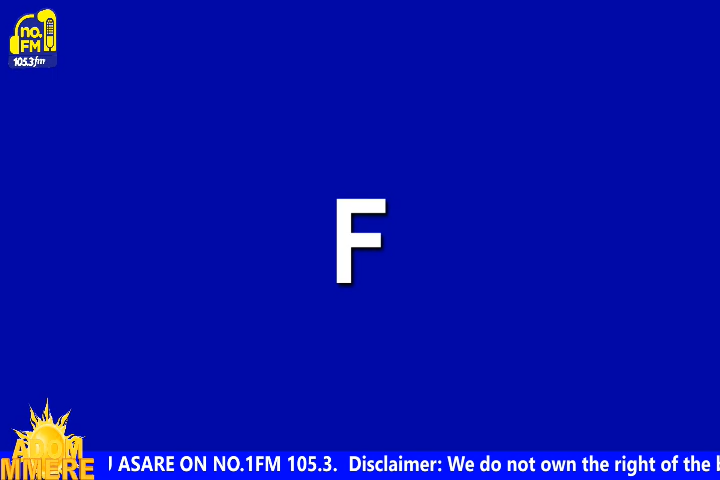 no.
FM
105.3fm
F
ADOM
MMERE
ASARE ON NO.1FM 105.3. Disclaimer: We do not own the right of the